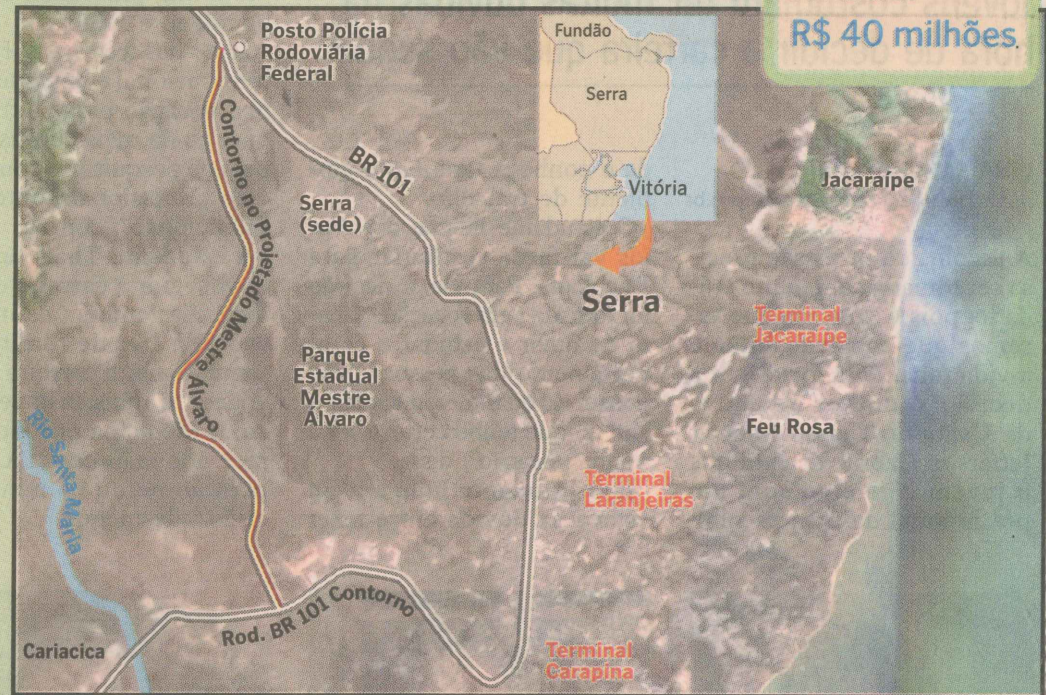 R$ 40 milhões.
Posto Polícia
Rodoviária
Federal
Fundão
Serra
Vitória
BR 101
Contorno no Projetado Mestre Álvaro
Serra
(sede)
Jacaraípe
Serra
Terminal
Jacaraípe
Parque
Estadual
Mestre
Álvaro
Feu Rosa
Rio Santa Maria
Terminal
Laranjeiras
Rod. BR 101 Contorno
Cariacica
Terminal
Carapina